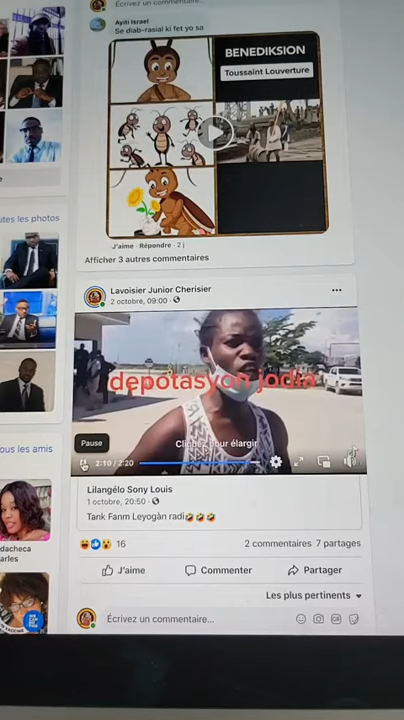 Écrivez un commentaire...
Ayiti Israel
Se diab-rasial ki fet yo sa
BENEDIKSION
Toussaint Louverture
J'aime · Répondre · 2 j
Afficher 3 autres commentaires
utes les photos
Lavoisier Junior Cherisier
2 octobre, 09:00
depotasyon jodia
Pause
Cliquez pour élargir
2:10 / 2:20
ous les amis
Lilangélo Sony Louis
1 octobre, 20:50
Tank Fanm Leyogàn radi🤣🤣🤣
16
2 commentaires 7 partages
dacheca
arles
J'aime
Commenter
Partager
Les plus pertinents
Écrivez un commentaire...